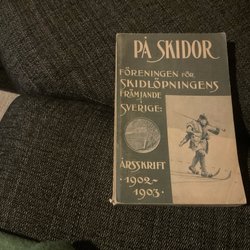 PÅ SKIDOR
FÖRENINGEN FÖR
SKIDLÖPNINGENS
FRÄMJANDE
I
SVERIGE:
ÅRSSKRIFT
1902-
1903